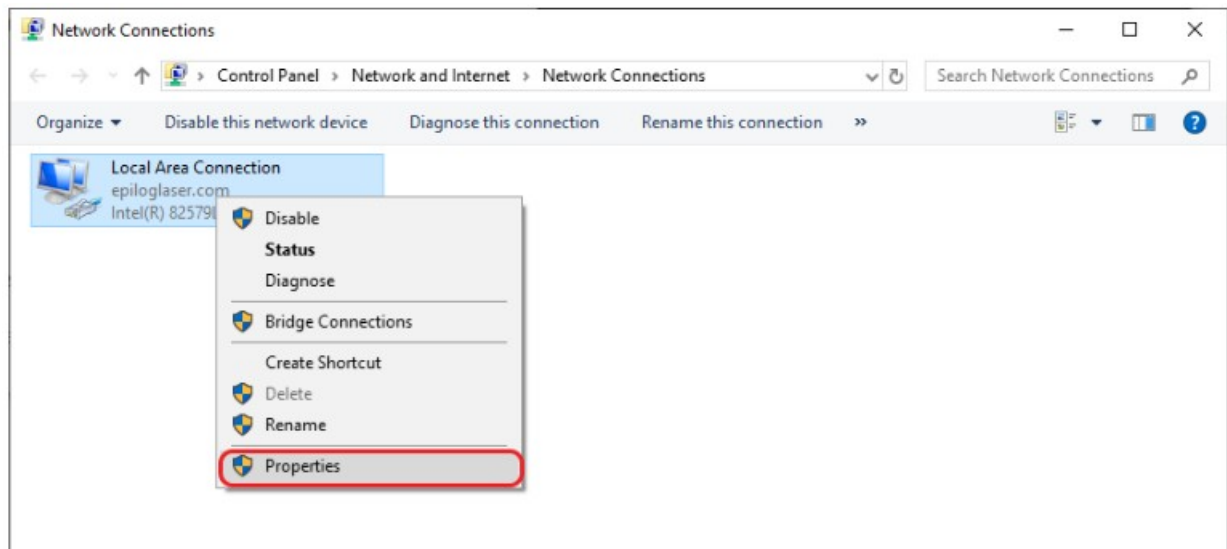 Network Connections
Control Panel > Network and Internet > Network Connections
Search Network Connections
Organize Disable this network device Diagnose this connection Rename this connection »
Local Area Connection
epiloglaser.com
Intel(R) 82579L
Disable
Status
Diagnose
Bridge Connections
Create Shortcut
Delete
Rename
Properties